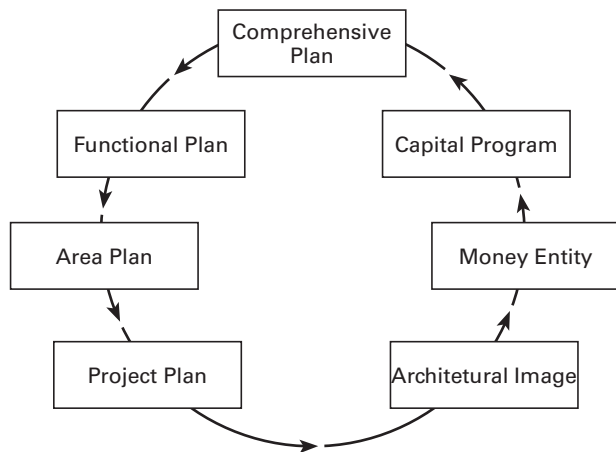 Comprehensive
Plan
Functional Plan
Capital Program
Area Plan
Money Entity
Project Plan
Architetural Image